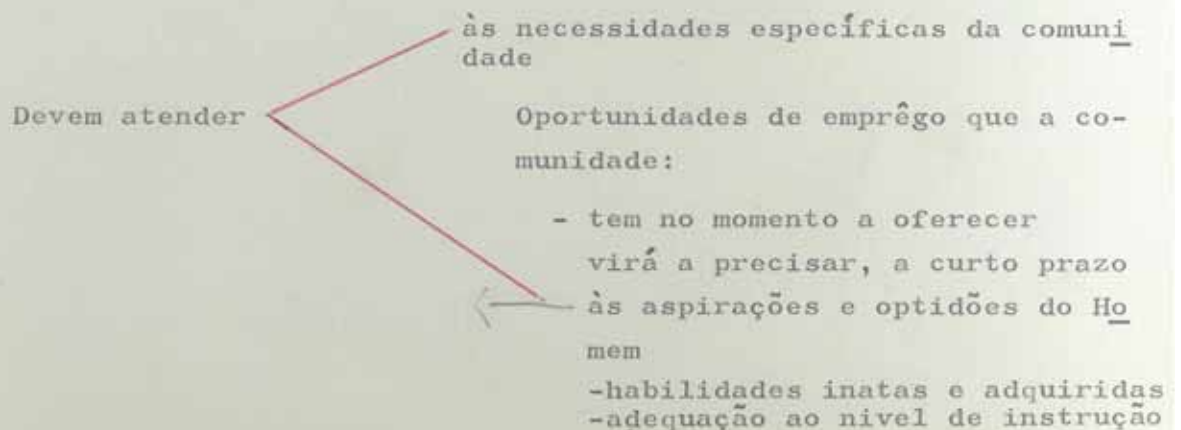 às necessidades específicas da comuni
dade
Devem atender
Oportunidades de emprêgo que a co-
munidade:
- tem no momento a oferecer
virá a precisar, a curto prazo
às aspirações e optidões do Ho
mem
-habilidades inatas e adquiridas
-adequação ao nivel de instrução